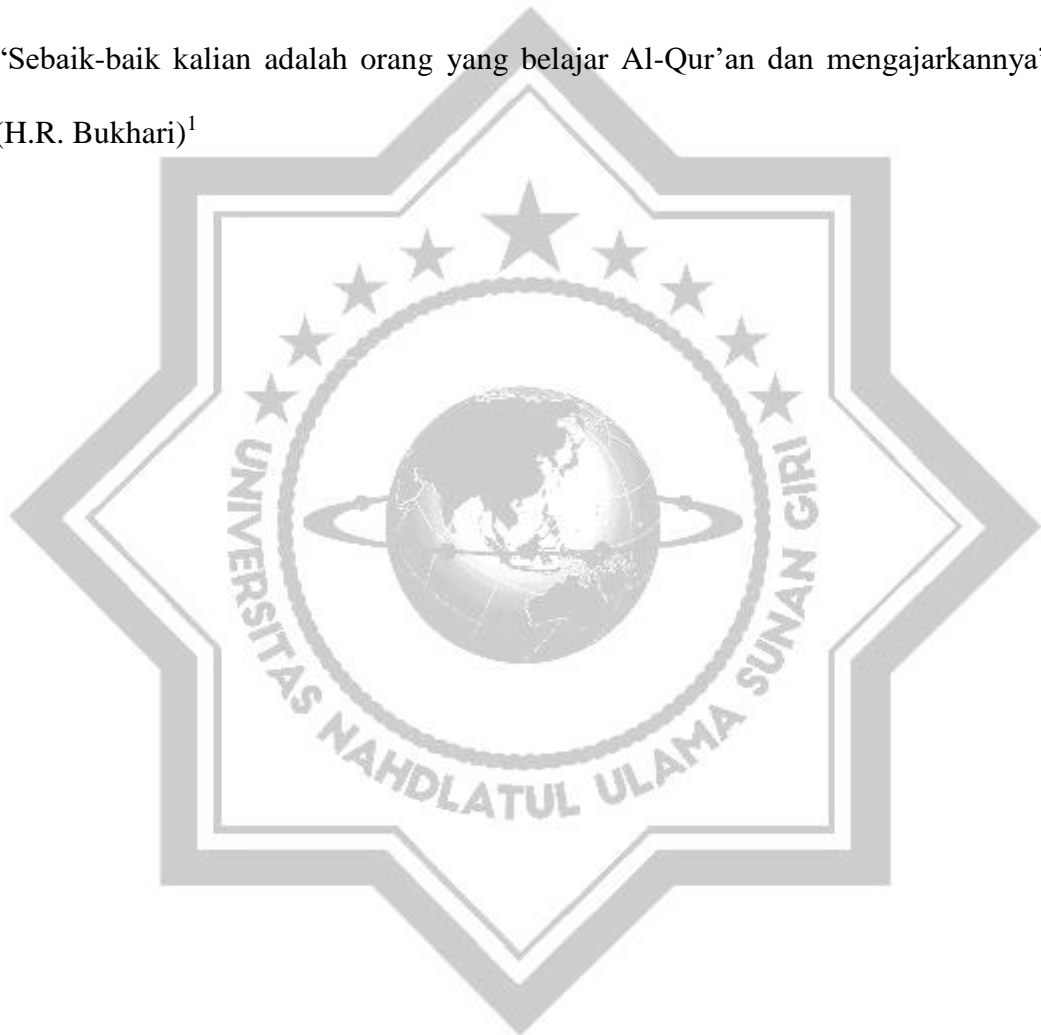 “Sebaik-baik kalian adalah orang yang belajar Al-Qur’an dan mengajarkannya”
(H.R. Bukhari)¹
UNIVERSITAS NAHDLATUL ULAMA SUNAN GIRI